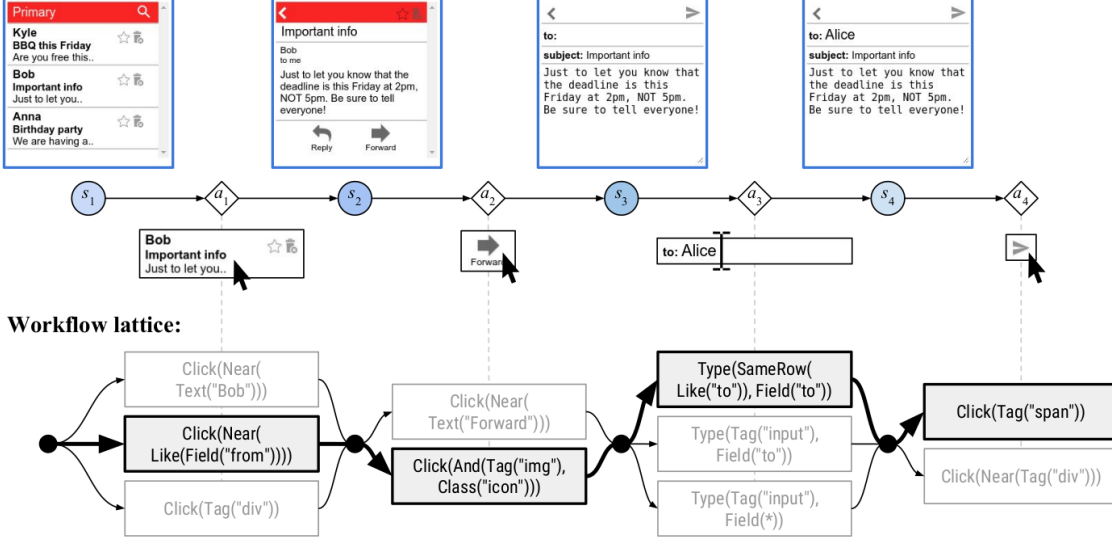 Primary
Kyle
BBQ this Friday
Are you free this..
Bob
Important info
Just to let you..
Anna
Birthday party
We are having a..
Important info
Bob
to me
Just to let you know that the
deadline is this Friday at 2pm,
NOT 5pm. Be sure to tell
everyone!
Reply Forward
to:
subject: Important info
Just to let you know that
the deadline is this
Friday at 2pm, NOT 5pm.
Be sure to tell everyone!
to: Alice
subject: Important info
Just to let you know that
the deadline is this
Friday at 2pm, NOT 5pm.
Be sure to tell everyone!
s1 a1 s2 a2 s3 a3 s4 a4
Bob
Important info
Just to let you..
Forward
to: Alice
Workflow lattice:
Click(Near(
Text("Bob")))
Click(Near(
Like(Field("from"))))
Click(Tag("div"))
Click(Near(
Text("Forward")))
Click(And(Tag("img"),
Class("icon")))
Type(SameRow(
Like("to")), Field("to"))
Type(Tag("input"),
Field("to"))
Type(Tag("input"),
Field(*))
Click(Tag("span"))
Click(Near(Tag("div")))